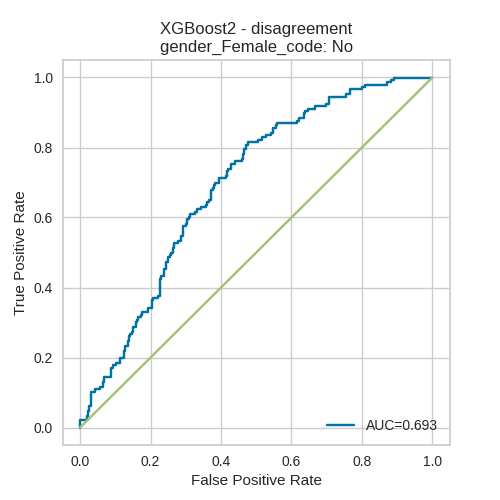 XGBoost2 - disagreement
gender_Female_code: No
1.0
0.8
0.6
0.4
0.2
0.0
True Positive Rate
AUC=0.693
0.0 0.2 0.4 0.6 0.8 1.0
False Positive Rate